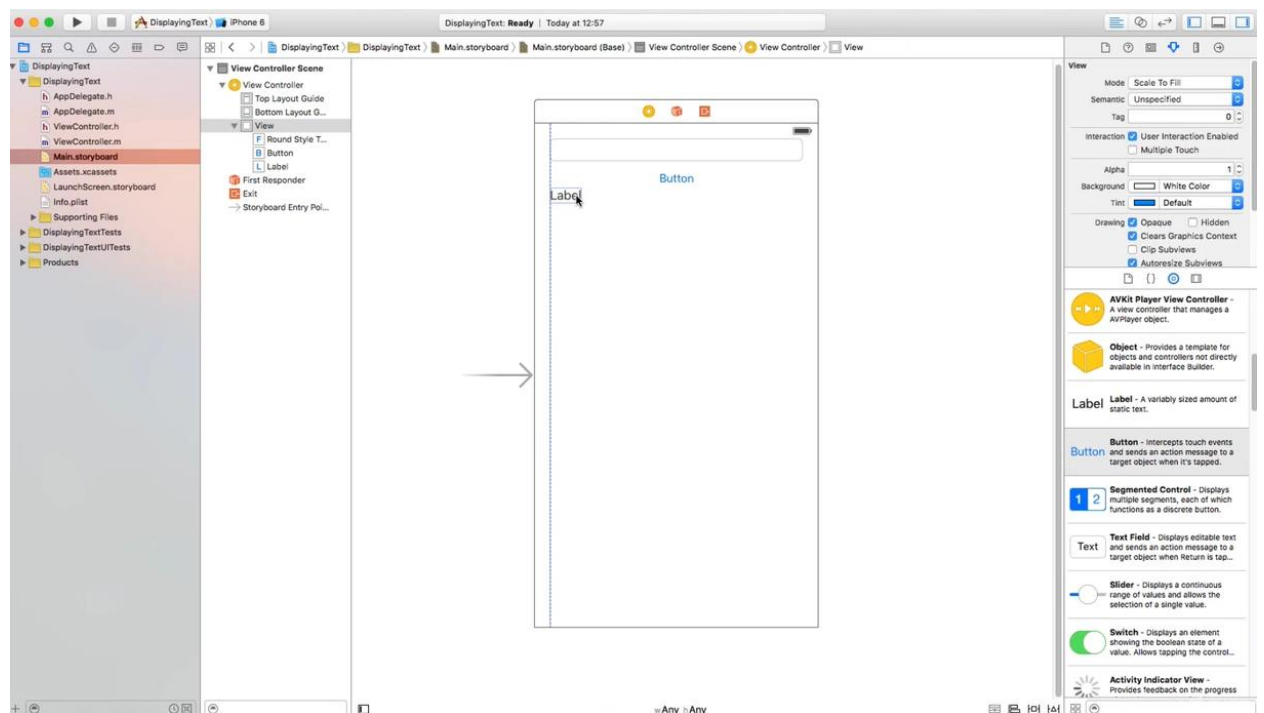 DisplayingText
iPhone 6
DisplayingText: Ready | Today at 12:57
DisplayingText
DisplayingText
Main.storyboard
Main.storyboard (Base)
View Controller Scene
View Controller
View
DisplayingText
DisplayingText
AppDelegate.h
AppDelegate.m
ViewController.h
ViewController.m
Main.storyboard
Assets.xcassets
LaunchScreen.storyboard
Info.plist
Supporting Files
DisplayingTextTests
DisplayingTextUITests
Products
View Controller Scene
View Controller
Top Layout Guide
Bottom Layout G...
View
F Round Style T...
B Button
L Label
First Responder
Exit
Storyboard Entry Poi...
Button
Label
wAny hAny
View
Mode Scale To Fill
Semantic Unspecified
Tag 0
Interaction User Interaction Enabled
Multiple Touch
Alpha 1
Background White Color
Tint Default
Drawing Opaque Hidden
Clears Graphics Context
Clip Subviews
Autoresize Subviews
AVKit Player View Controller -
A view controller that manages a
AVPlayer object.
Object - Provides a template for
objects and controllers not directly
available in Interface Builder.
Label
Label - A variably sized amount of
static text.
Button
Button - Intercepts touch events
and sends an action message to a
target object when it's tapped.
1 2
Segmented Control - Displays
multiple segments, each of which
functions as a discrete button.
Text
Text Field - Displays editable text
and sends an action message to a
target object when Return is tap...
Slider - Displays a continuous
range of values and allows the
selection of a single value.
Switch - Displays an element
showing the boolean state of a
value. Allows tapping the control...
Activity Indicator View -
Provides feedback on the progress